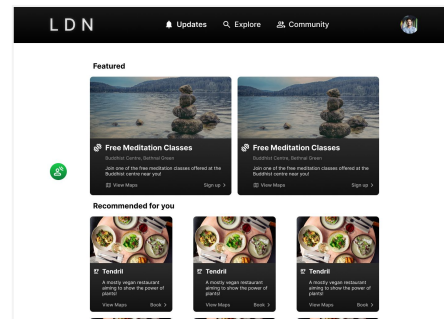 LDN
Updates
Explore
Community
Featured
Free Meditation Classes
Buddhist Centre, Bethnal Green
Join one of the free meditation classes offered at the
Buddhist centre near you!
View Maps
Sign up
Free Meditation Classes
Buddhist Centre, Bethnal Green
Join one of the free meditation classes offered at the
Buddhist centre near you!
View Maps
Sign up
Recommended for you
Tendril
A mostly vegan restaurant
aiming to show the power of
plants!
View Maps
Book
Tendril
A mostly vegan restaurant
aiming to show the power of
plants!
View Maps
Book
Tendril
A mostly vegan restaurant
aiming to show the power of
plants!
View Maps
Book